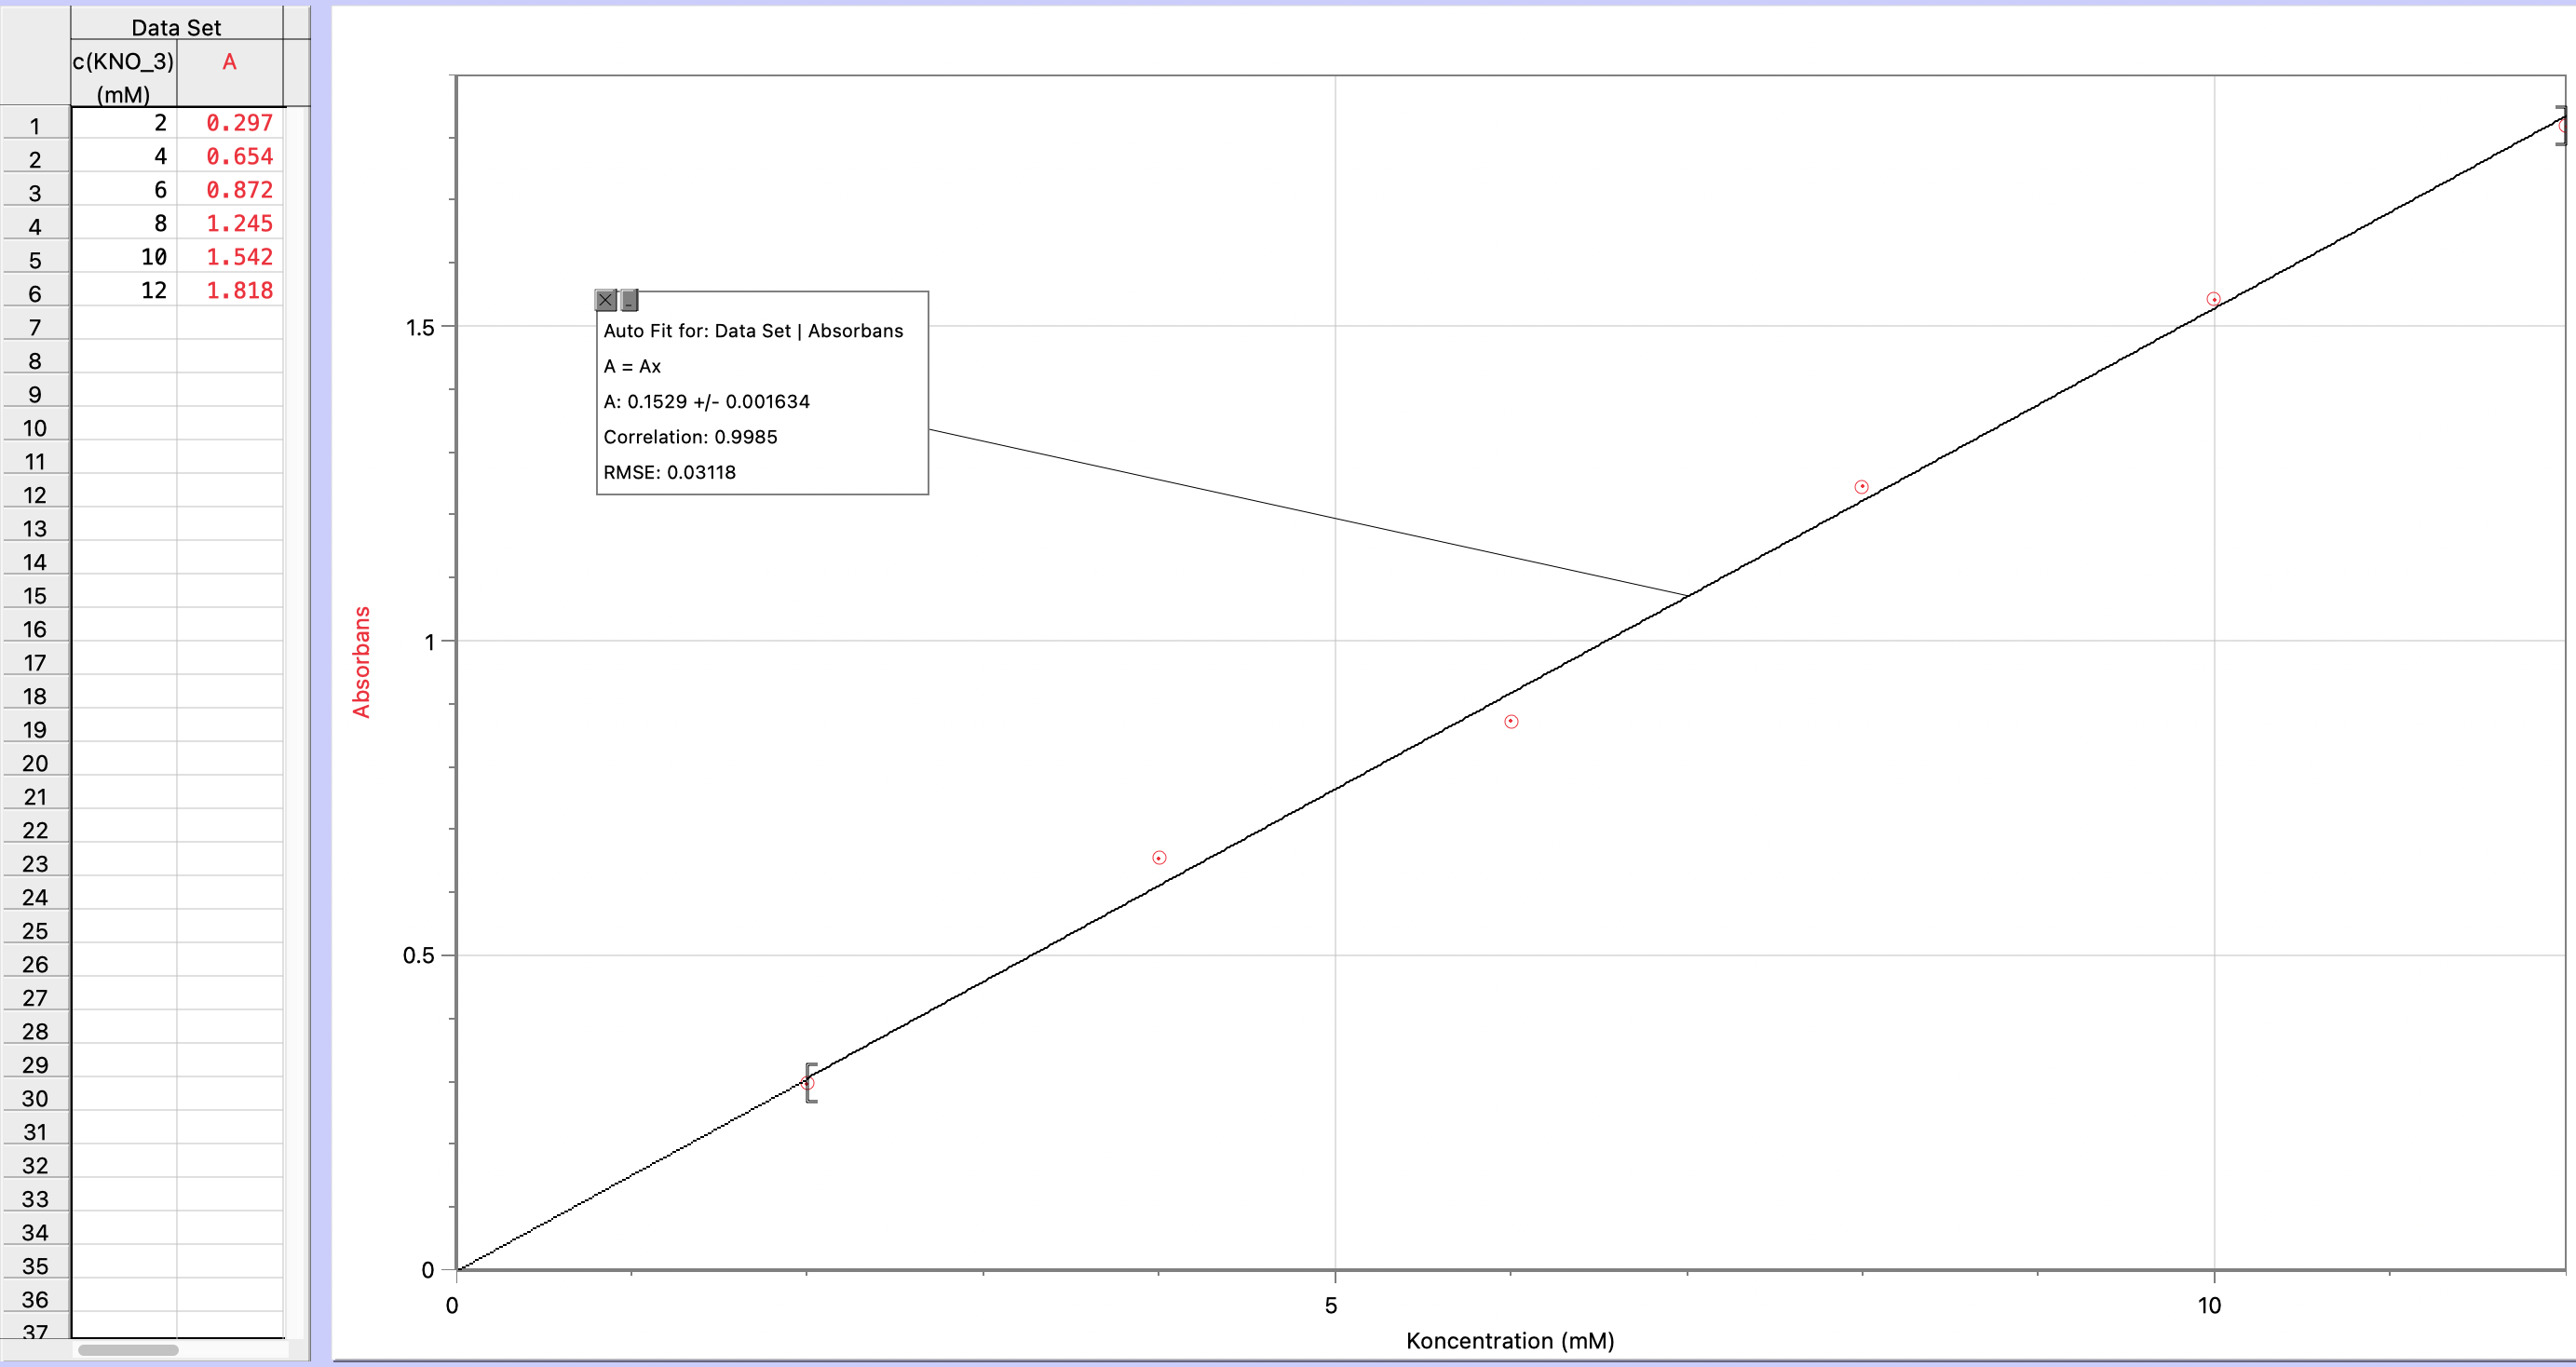 Data Set
c(KNO_3) A
(mM)
1 2 0.297
2 4 0.654
3 6 0.872
4 8 1.245
5 10 1.542
6 12 1.818
7
8
9
10
11
12
13
14
15
16
17
18
19
20
21
22
23
24
25
26
27
28
29
30
31
32
33
34
35
36
37
Absorbans
1.5
1
0.5
0
Auto Fit for: Data Set | Absorbans
A = Ax
A: 0.1529 +/- 0.001634
Correlation: 0.9985
RMSE: 0.03118
0 5 10
Koncentration (mM)